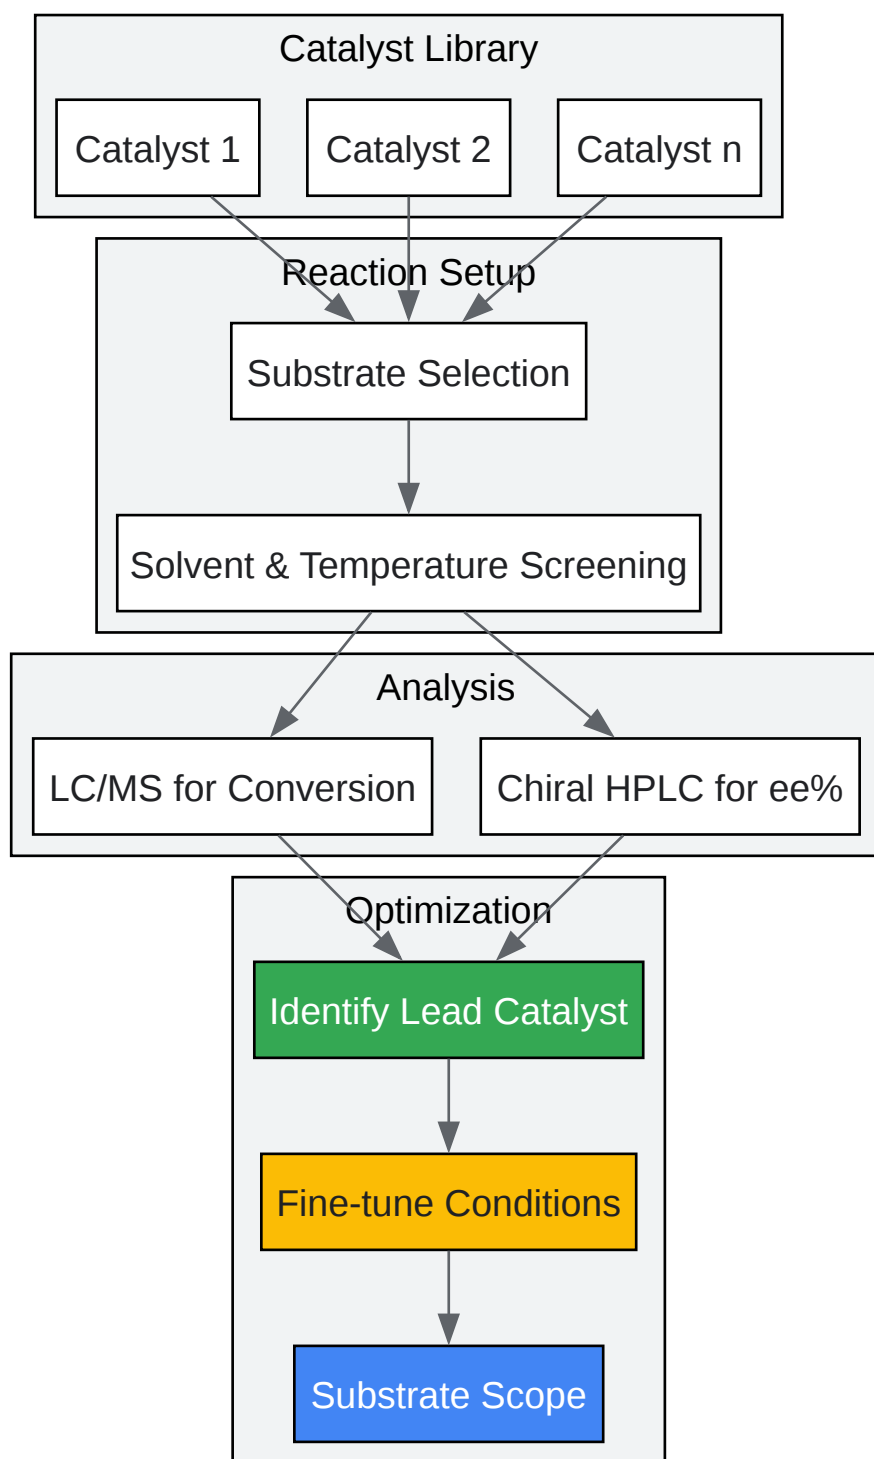 Catalyst Library
Catalyst 1
Catalyst 2
Catalyst n
Reaction Setup
Substrate Selection
Solvent & Temperature Screening
Analysis
LC/MS for Conversion
Chiral HPLC for ee%
Optimization
Identify Lead Catalyst
Fine-tune Conditions
Substrate Scope